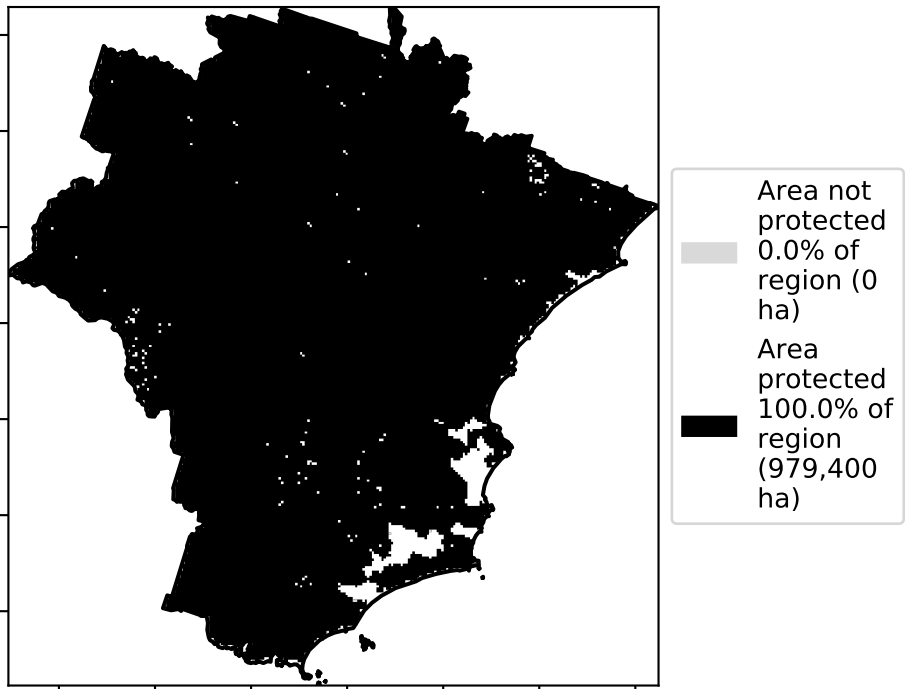 Area not
protected
0.0% of
region (0
ha)
Area
protected
100.0% of
region
(979,400
ha)